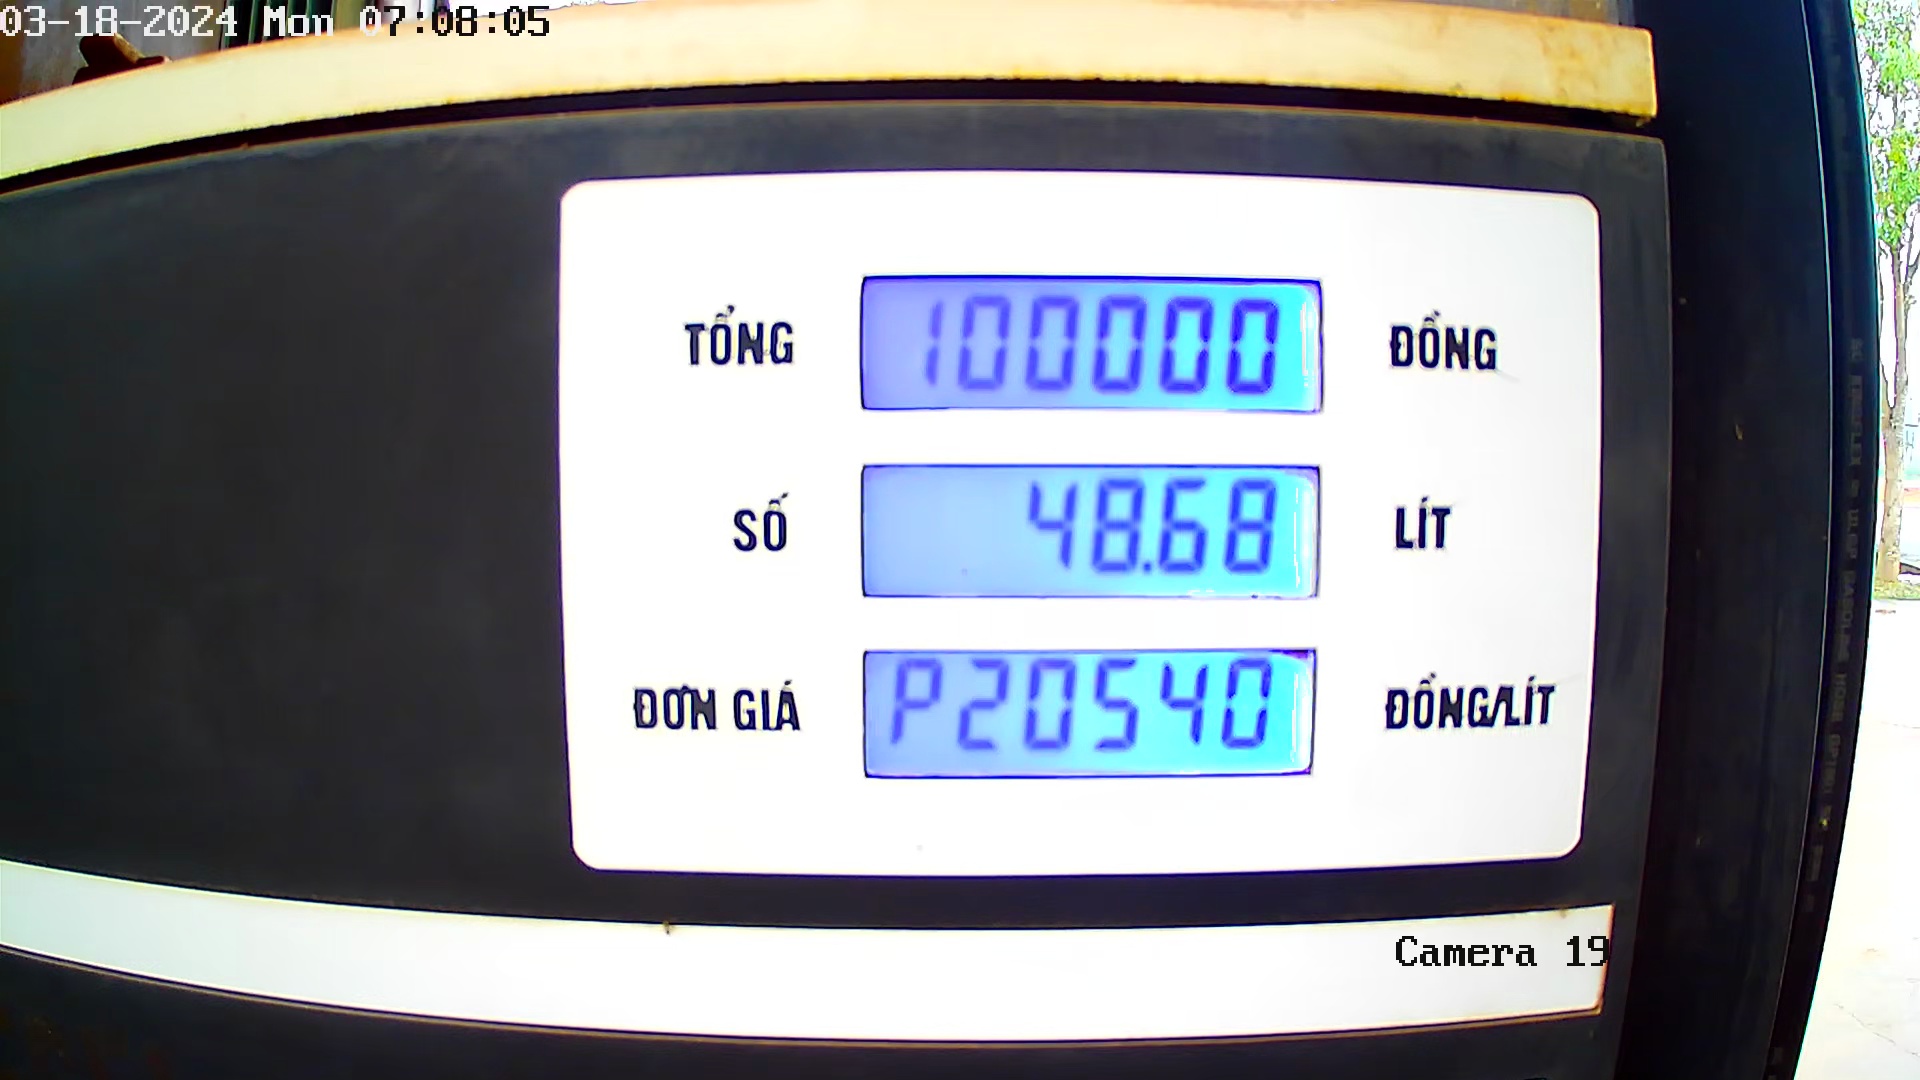 03-18-2024 Mon 07:08:05
TỔNG 100000 ĐỒNG
SỐ 48.68 LÍT
ĐƠN GIÁ P20540 ĐỒNG/LÍT
Camera 19